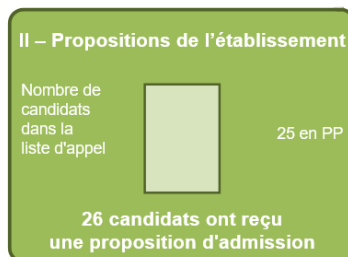 II – Propositions de l’établissement
Nombre de
candidats
dans la
liste d'appel
25 en PP
26 candidats ont reçu
une proposition d'admission